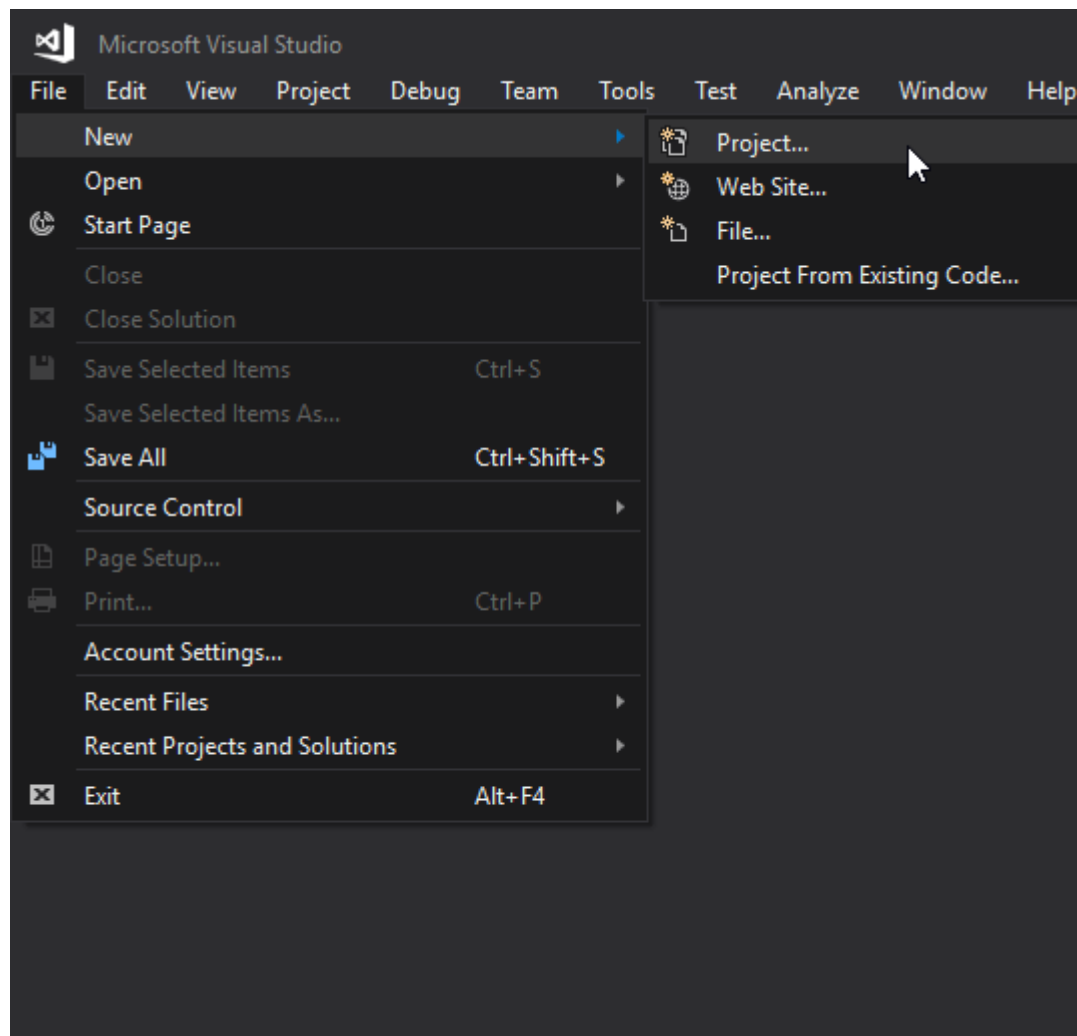 Microsoft Visual Studio
File Edit View Project Debug Team Tools Test Analyze Window Help
New
Project...
Open
Web Site...
Start Page
File...
Close
Project From Existing Code...
Close Solution
Save Selected Items Ctrl+S
Save Selected Items As...
Save All Ctrl+Shift+S
Source Control
Page Setup...
Print... Ctrl+P
Account Settings...
Recent Files
Recent Projects and Solutions
Exit Alt+F4